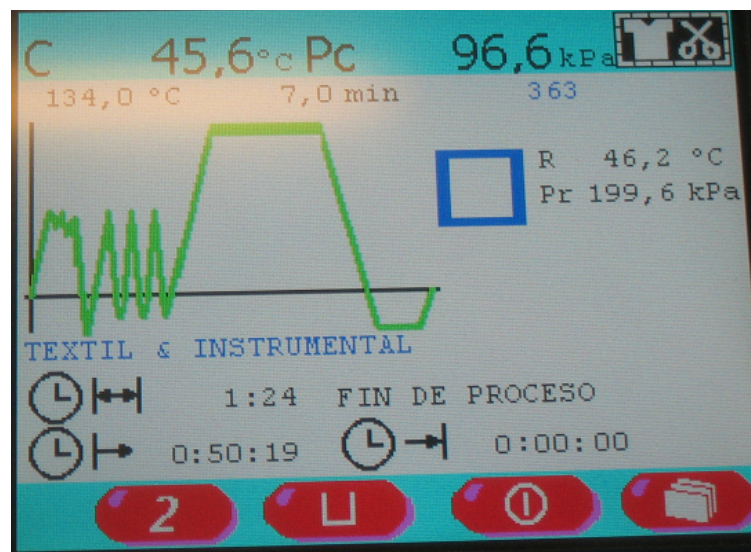 C 45,6°C Pc 96,6 kPa
134,0 °C 7,0 min 363
R 46,2 °C
Pr 199,6 kPa
TEXTIL & INSTRUMENTAL
1:24 FIN DE PROCESO
0:50:19 0:00:00
2